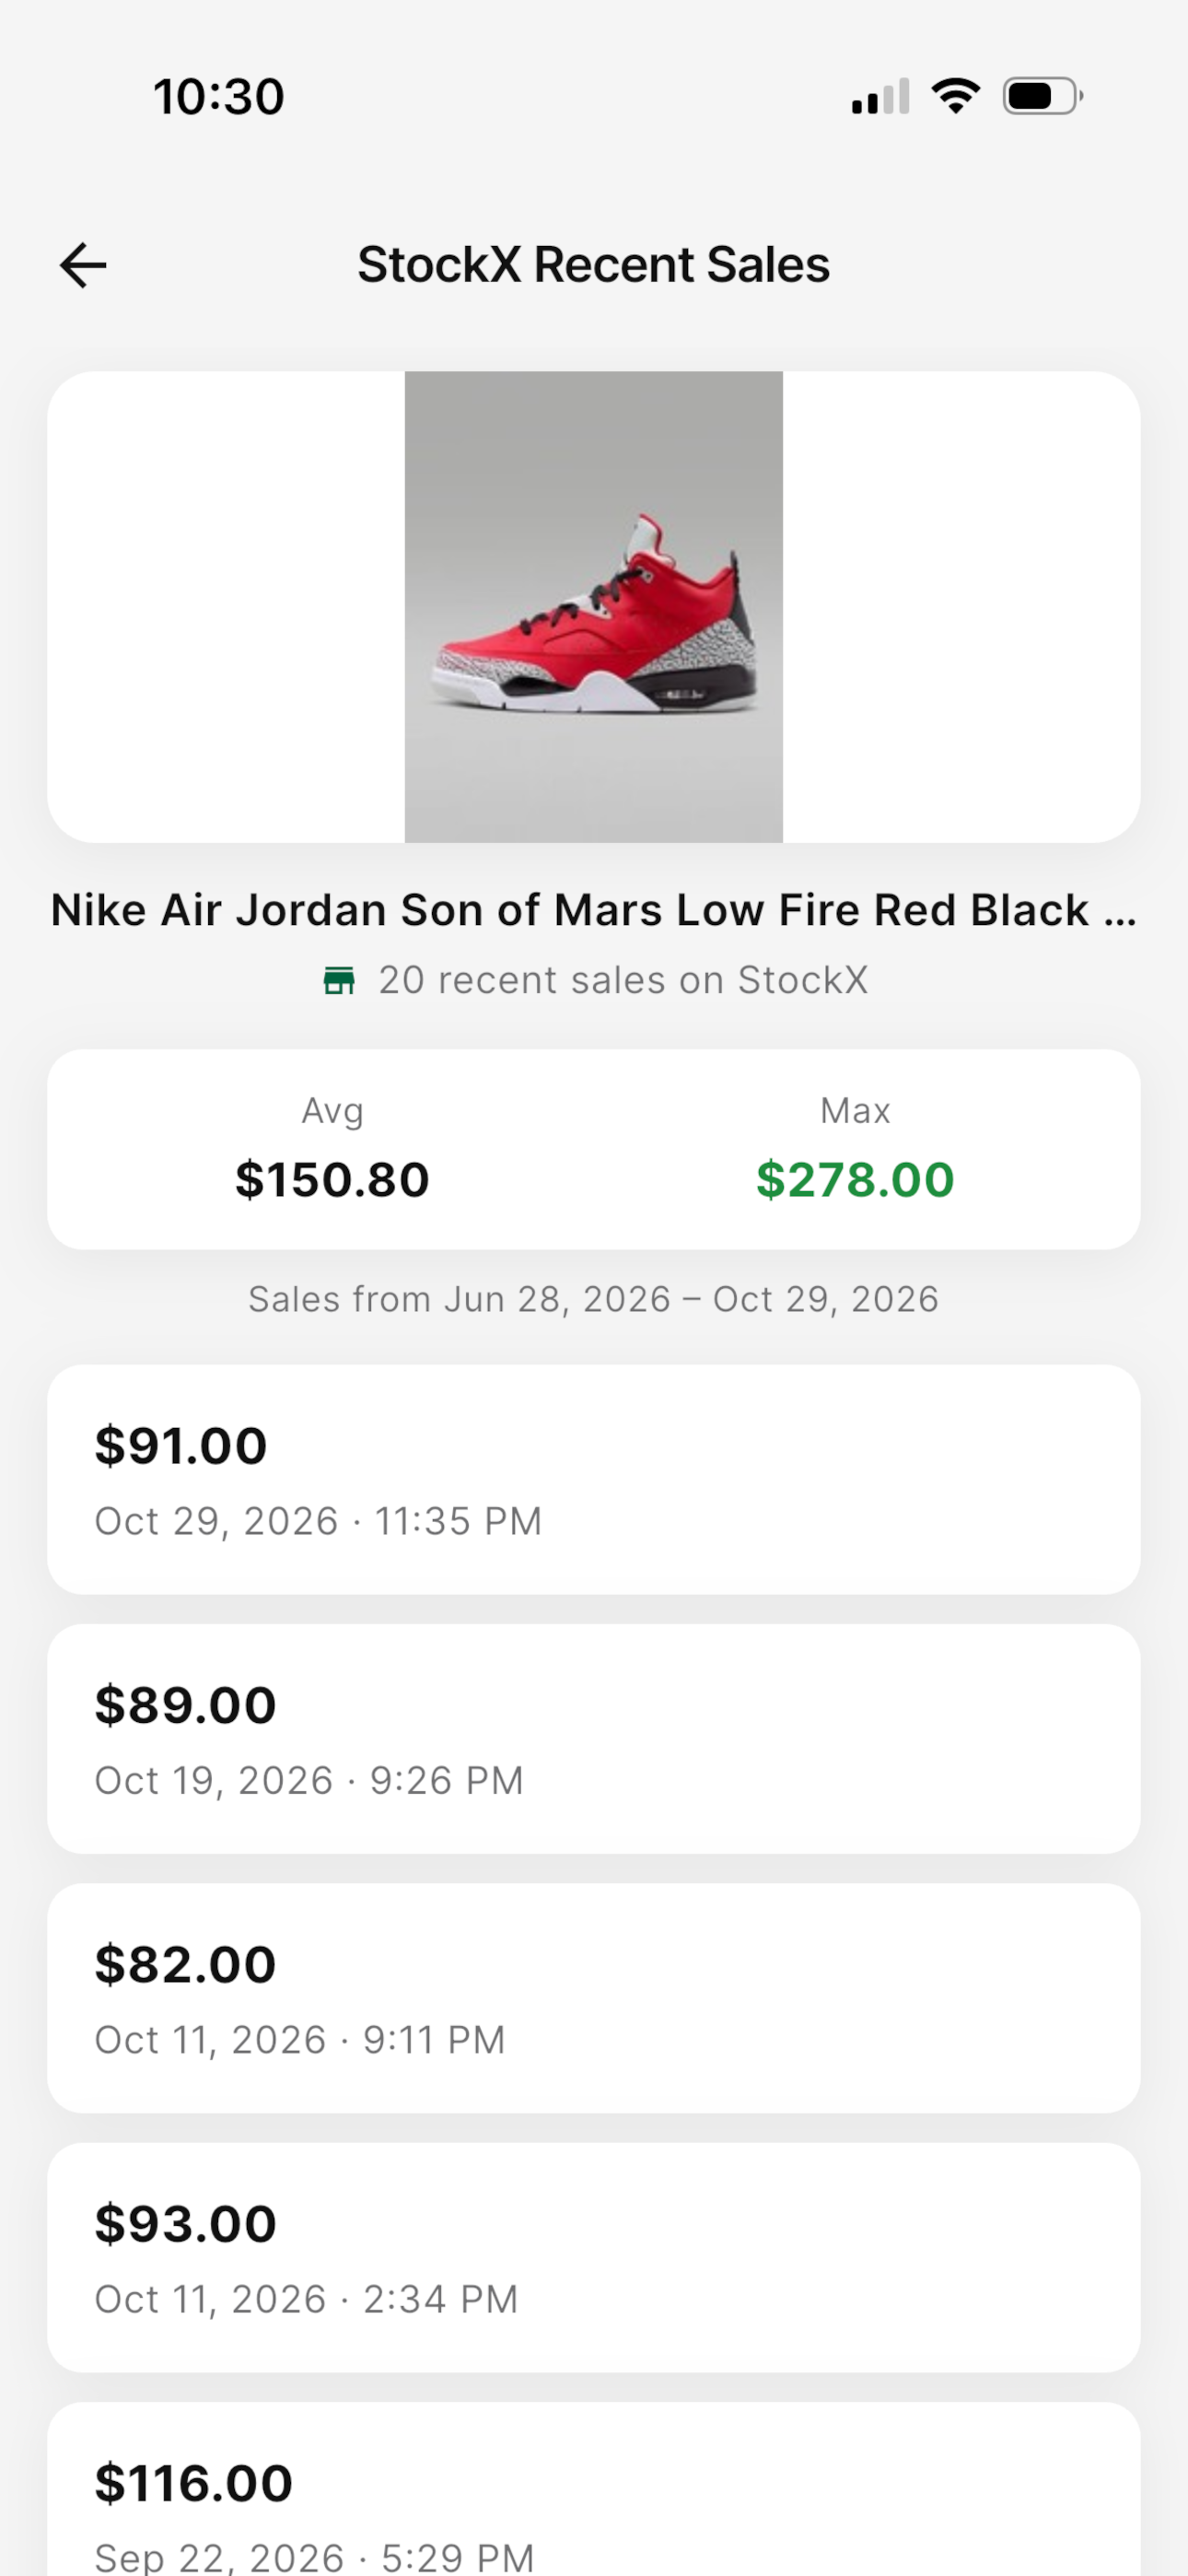 10:30
StockX Recent Sales
Nike Air Jordan Son of Mars Low Fire Red Black ...
20 recent sales on StockX
Avg
Max
$150.80
$278.00
Sales from Jun 28, 2026 – Oct 29, 2026
$91.00
Oct 29, 2026 · 11:35 PM
$89.00
Oct 19, 2026 · 9:26 PM
$82.00
Oct 11, 2026 · 9:11 PM
$93.00
Oct 11, 2026 · 2:34 PM
$116.00
Sep 22, 2026 · 5:29 PM